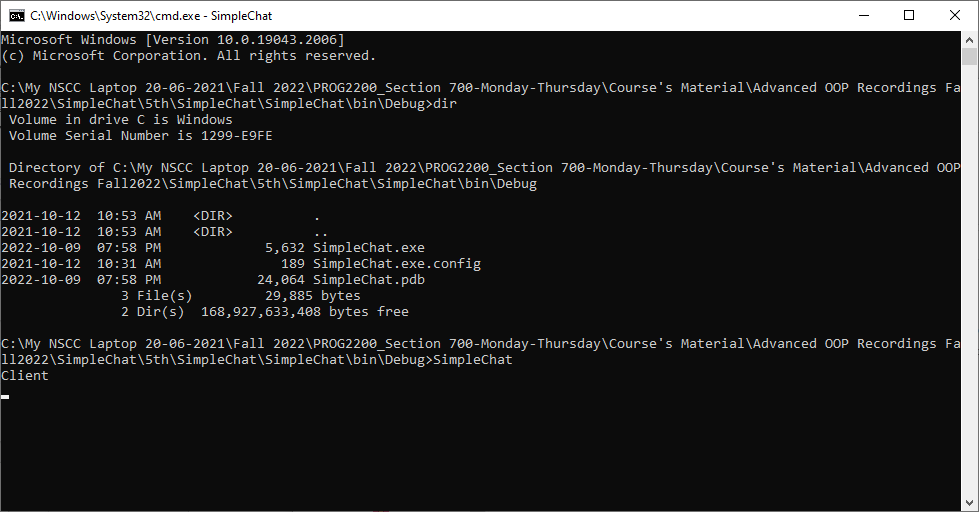 C:\Windows\System32\cmd.exe - SimpleChat
Microsoft Windows [Version 10.0.19043.2006]
(c) Microsoft Corporation. All rights reserved.
C:\My NSCC Laptop 20-06-2021\Fall 2022\PROG2200_Section 700-Monday-Thursday\Course's Material\Advanced OOP Recordings Fa
ll2022\SimpleChat\5th\SimpleChat\SimpleChat\bin\Debug>dir
 Volume in drive C is Windows
 Volume Serial Number is 1299-E9FE
 Directory of C:\My NSCC Laptop 20-06-2021\Fall 2022\PROG2200_Section 700-Monday-Thursday\Course's Material\Advanced OOP
 Recordings Fall2022\SimpleChat\5th\SimpleChat\SimpleChat\bin\Debug
2021-10-12  10:53 AM    <DIR>          .
2021-10-12  10:53 AM    <DIR>          ..
2022-10-09  07:58 PM             5,632 SimpleChat.exe
2021-10-12  10:31 AM               189 SimpleChat.exe.config
2022-10-09  07:58 PM            24,064 SimpleChat.pdb
               3 File(s)         29,885 bytes
               2 Dir(s)  168,927,633,408 bytes free
C:\My NSCC Laptop 20-06-2021\Fall 2022\PROG2200_Section 700-Monday-Thursday\Course's Material\Advanced OOP Recordings Fa
ll2022\SimpleChat\5th\SimpleChat\SimpleChat\bin\Debug>SimpleChat
Client